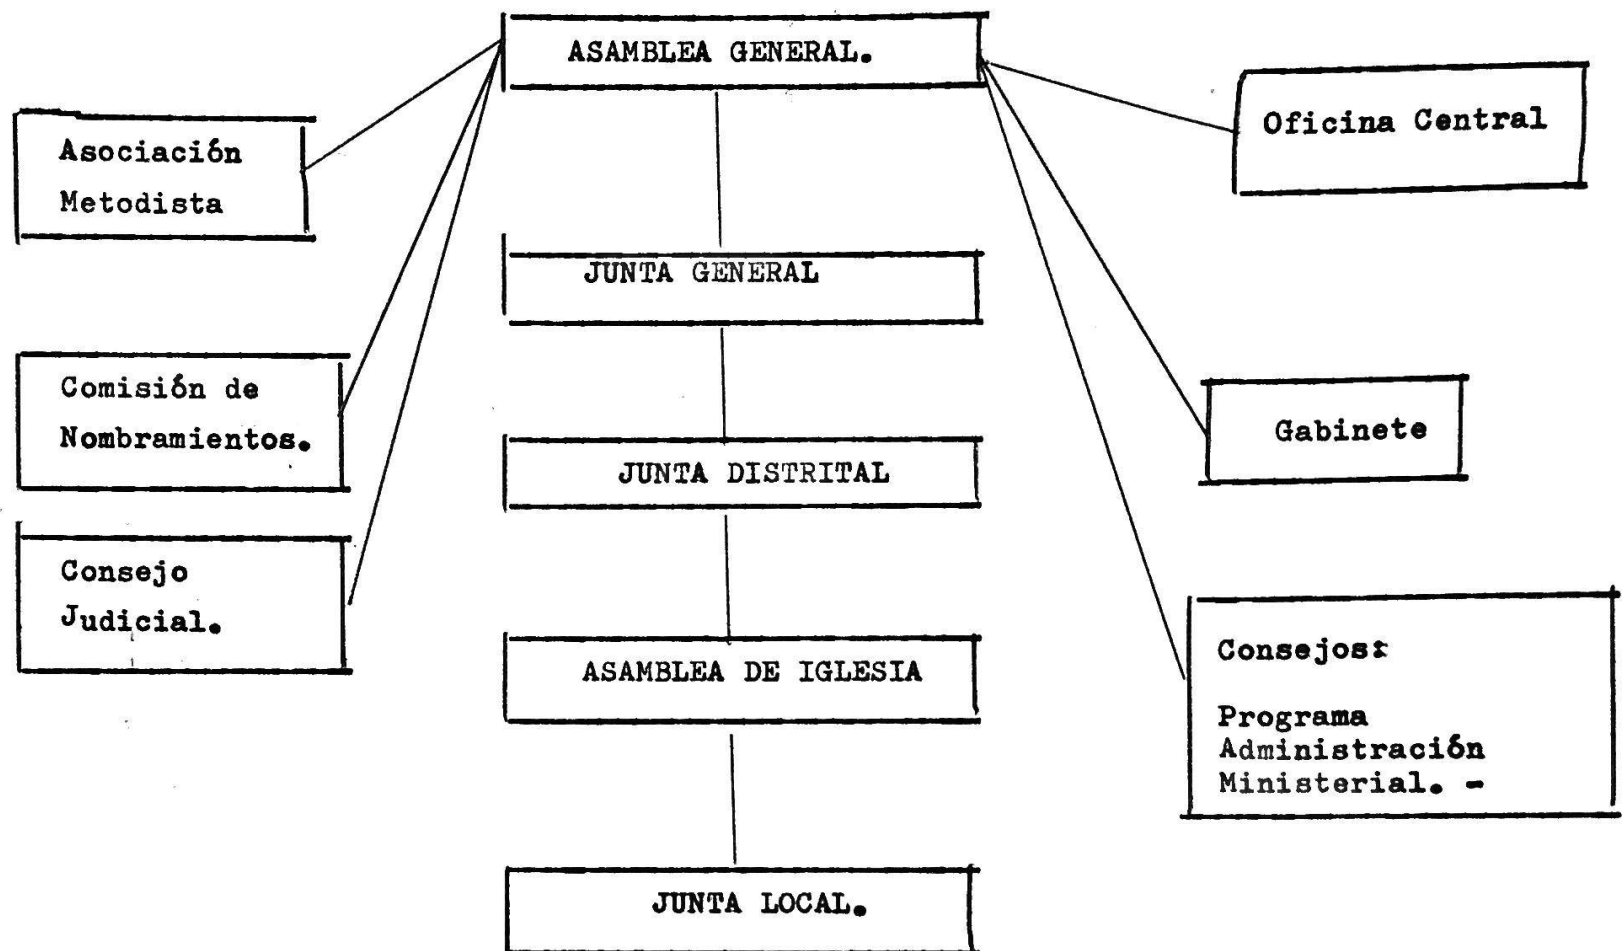 ASAMBLEA GENERAL.
Asociación
Metodista
Oficina Central
JUNTA GENERAL
Comisión de
Nombramientos.
Gabinete
JUNTA DISTRITAL
Consejo
Judicial.
ASAMBLEA DE IGLESIA
Consejos:
Programa
Administración
Ministerial. -
JUNTA LOCAL.